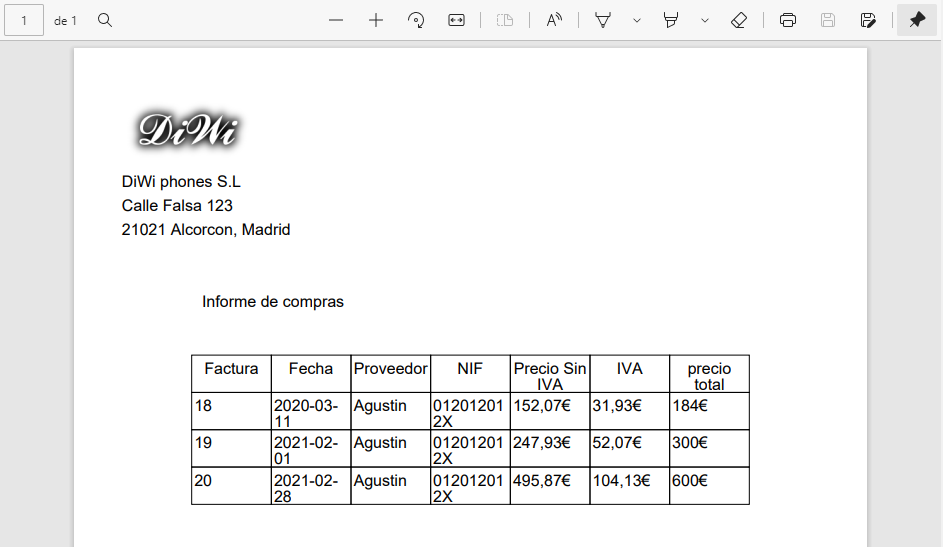 1 de 1
DiWi
DiWi phones S.L
Calle Falsa 123
21021 Alcorcon, Madrid
Informe de compras
Factura Fecha Proveedor NIF Precio Sin IVA IVA precio total
18 2020-03-11 Agustin 012012012X 152,07€ 31,93€ 184€
19 2021-02-01 Agustin 012012012X 247,93€ 52,07€ 300€
20 2021-02-28 Agustin 012012012X 495,87€ 104,13€ 600€